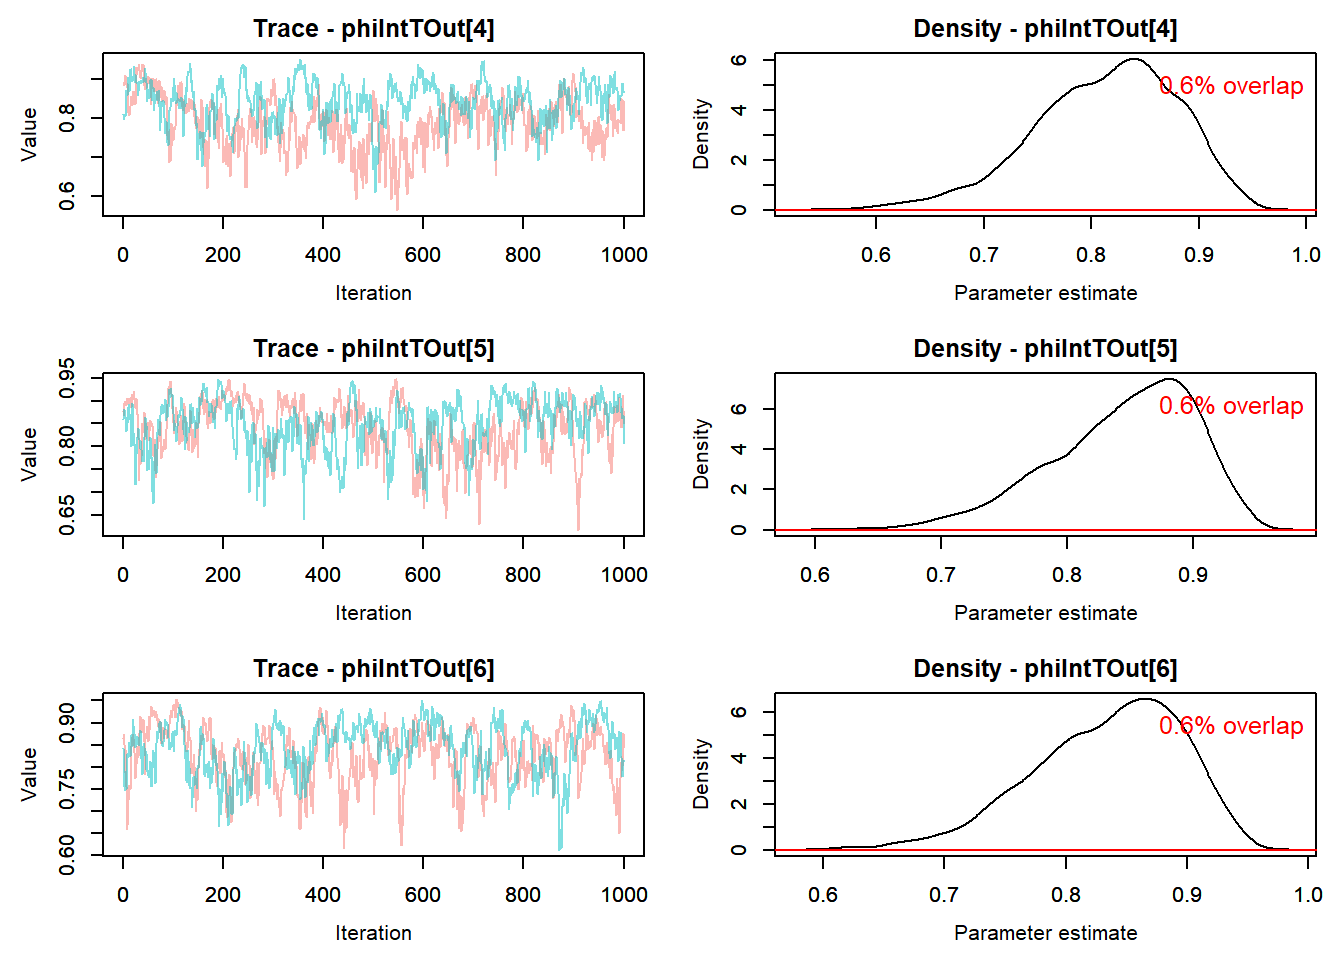 Trace - phiIntTOut[4]
Value
0.6
0.8
0
200
400
600
800
1000
Iteration
Density - phiIntTOut[4]
0.6% overlap
Density
0
2
4
6
0.6
0.7
0.8
0.9
1.0
Parameter estimate
Trace - phiIntTOut[5]
Value
0.65
0.80
0.95
0
200
400
600
800
1000
Iteration
Density - phiIntTOut[5]
0.6% overlap
Density
0
2
4
6
0.6
0.7
0.8
0.9
Parameter estimate
Trace - phiIntTOut[6]
Value
0.60
0.75
0.90
0
200
400
600
800
1000
Iteration
Density - phiIntTOut[6]
0.6% overlap
Density
0
2
4
6
0.6
0.7
0.8
0.9
1.0
Parameter estimate